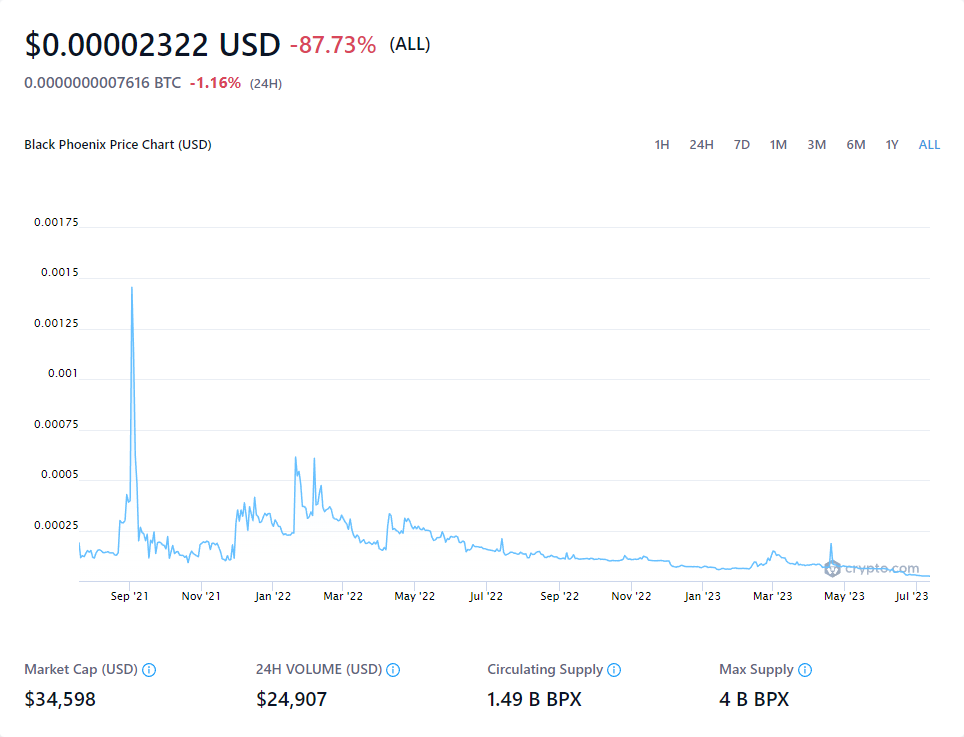 $0.00002322 USD -87.73% (ALL)
0.0000000007616 BTC -1.16% (24H)
Black Phoenix Price Chart (USD) 1H 24H 7D 1M 3M 6M 1Y ALL
0.00175
0.0015
0.00125
0.001
0.00075
0.0005
0.00025
crypto.com
Sep '21 Nov '21 Jan '22 Mar '22 May '22 Jul '22 Sep '22 Nov '22 Jan '23 Mar '23 May '23 Jul '23
Market Cap (USD) 24H VOLUME (USD) Circulating Supply Max Supply
$34,598 $24,907 1.49 B BPX 4 B BPX